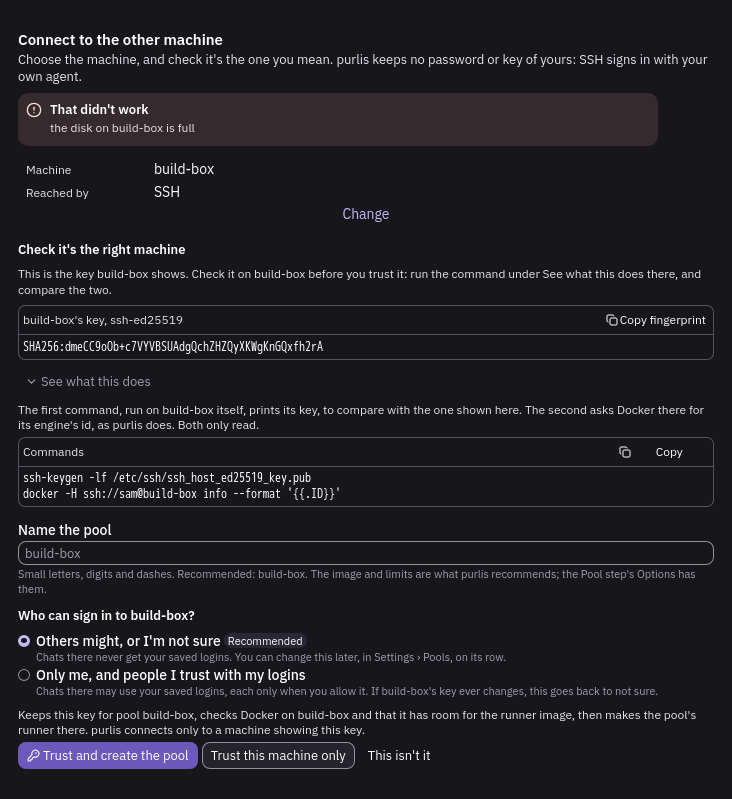 Connect to the other machine
Choose the machine, and check it's the one you mean. purlis keeps no password or key of yours: SSH signs in with your
own agent.
That didn't work
the disk on build-box is full
Machine
build-box
Reached by
SSH
Change
Check it's the right machine
This is the key build-box shows. Check it on build-box before you trust it: run the command under See what this does there, and
compare the two.
build-box's key, ssh-ed25519
Copy fingerprint
SHA256:dmeCC9oOb+c7VYVBSUAdgQchZHZQyXKWgKnGQxfh2rA
See what this does
The first command, run on build-box itself, prints its key, to compare with the one shown here. The second asks Docker there for
its engine's id, as purlis does. Both only read.
Commands
Copy
ssh-keygen -lf /etc/ssh/ssh_host_ed25519_key.pub
docker -H ssh://sam@build-box info --format '{{.ID}}'
Name the pool
build-box
Small letters, digits and dashes. Recommended: build-box. The image and limits are what purlis recommends; the Pool step's Options has
them.
Who can sign in to build-box?
Others might, or I'm not sure Recommended
Chats there never get your saved logins. You can change this later, in Settings › Pools, on its row.
Only me, and people I trust with my logins
Chats there may use your saved logins, each only when you allow it. If build-box's key ever changes, this goes back to not sure.
Keeps this key for pool build-box, checks Docker on build-box and that it has room for the runner image, then makes the pool's
runner there. purlis connects only to a machine showing this key.
Trust and create the pool
Trust this machine only
This isn't it